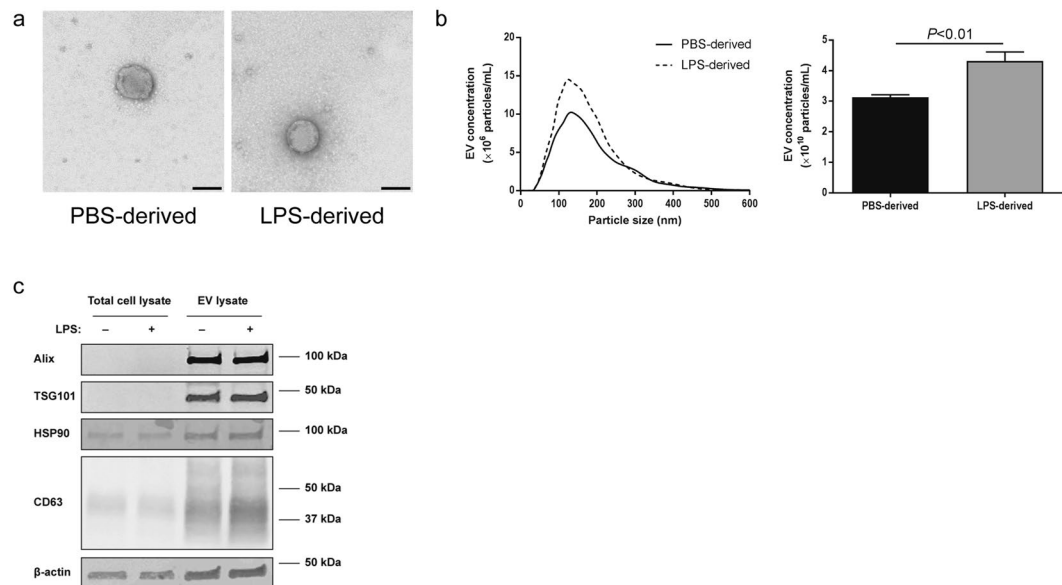 a
PBS-derived
LPS-derived
b
EV concentration
(×10⁶ particles/mL)
20
15
10
5
0
0
100
200
300
400
500
600
Particle size (nm)
PBS-derived
LPS-derived
EV concentration
(×10¹⁰ particles/mL)
5
4
3
2
1
0
P<0.01
PBS-derived
LPS-derived
c
Total cell lysate
EV lysate
LPS:
–
+
–
+
Alix
100 kDa
TSG101
50 kDa
HSP90
100 kDa
CD63
50 kDa
37 kDa
β-actin
50 kDa